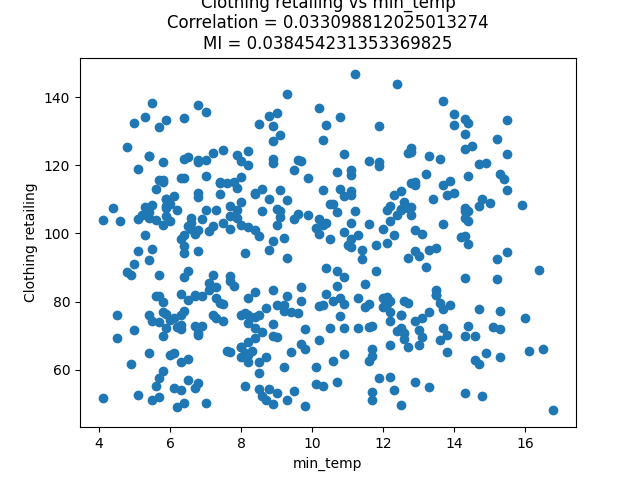 Clothing retailing vs min_temp
Correlation = 0.033098812025013274
MI = 0.038454231353369825
140
120
100
80
60
Clothing retailing
4 6 8 10 12 14 16
min_temp